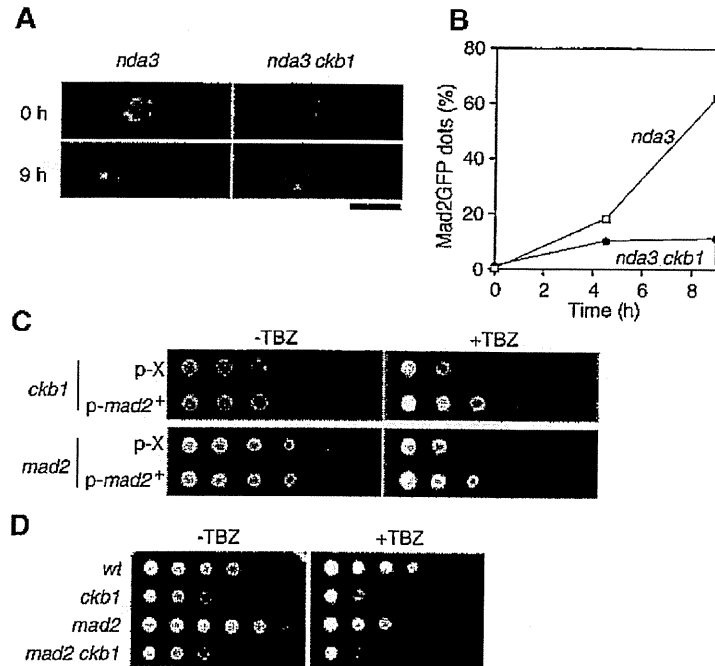 A
nda3
nda3 ckb1
0 h
9 h
B
Mad2GFP dots (%)
80
60
40
20
0
nda3
nda3 ckb1
0 2 4 6 8
Time (h)
C
-TBZ
+TBZ
ckb1
p-X
p-mad2+
mad2
p-X
p-mad2+
D
-TBZ
+TBZ
wt
ckb1
mad2
mad2 ckb1